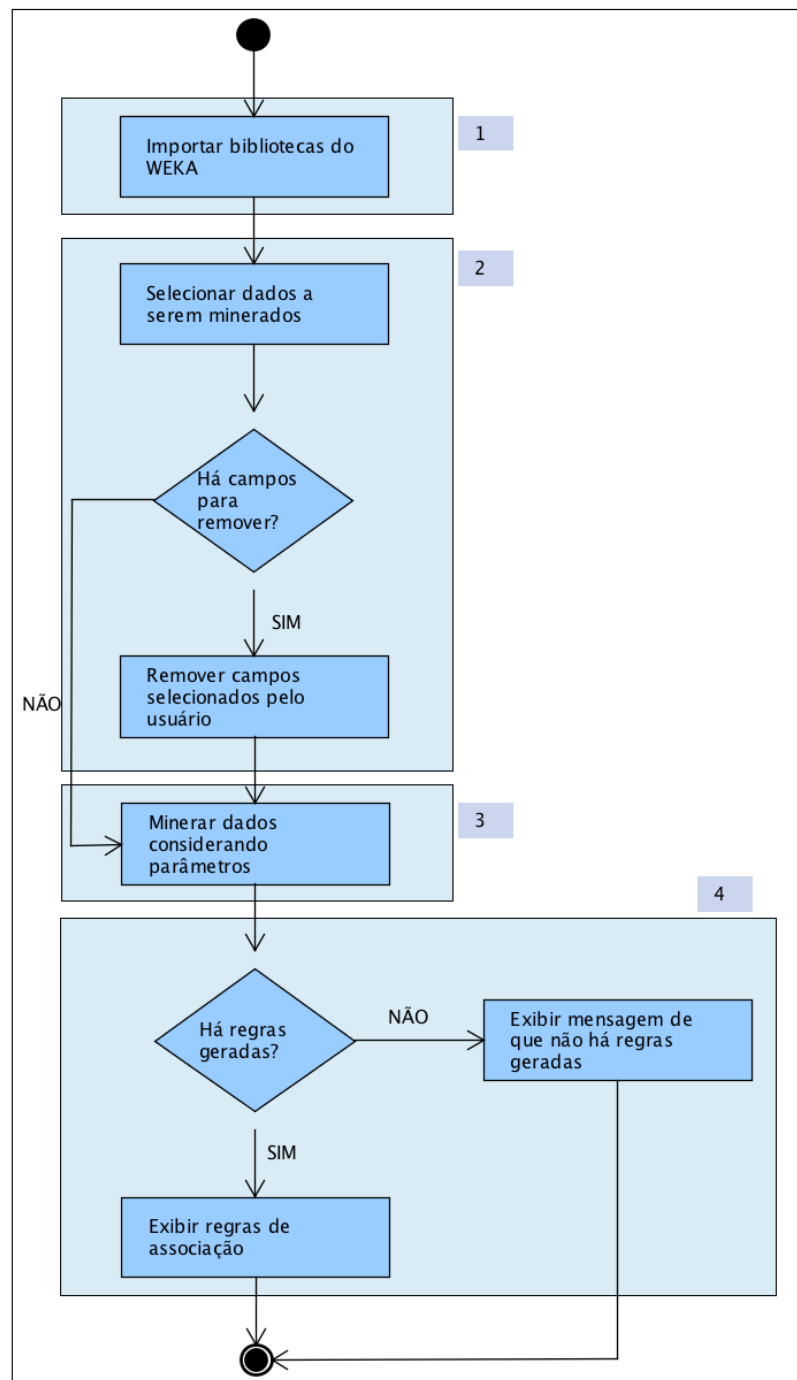 Importar bibliotecas do
WEKA
1
2
Selecionar dados a
serem minerados
Há campos
para
remover?
SIM
Remover campos
selecionados pelo
usuário
NÃO
3
Minerar dados
considerando
parâmetros
4
Há regras
geradas?
NÃO
Exibir mensagem de
que não há regras
geradas
SIM
Exibir regras de
associação